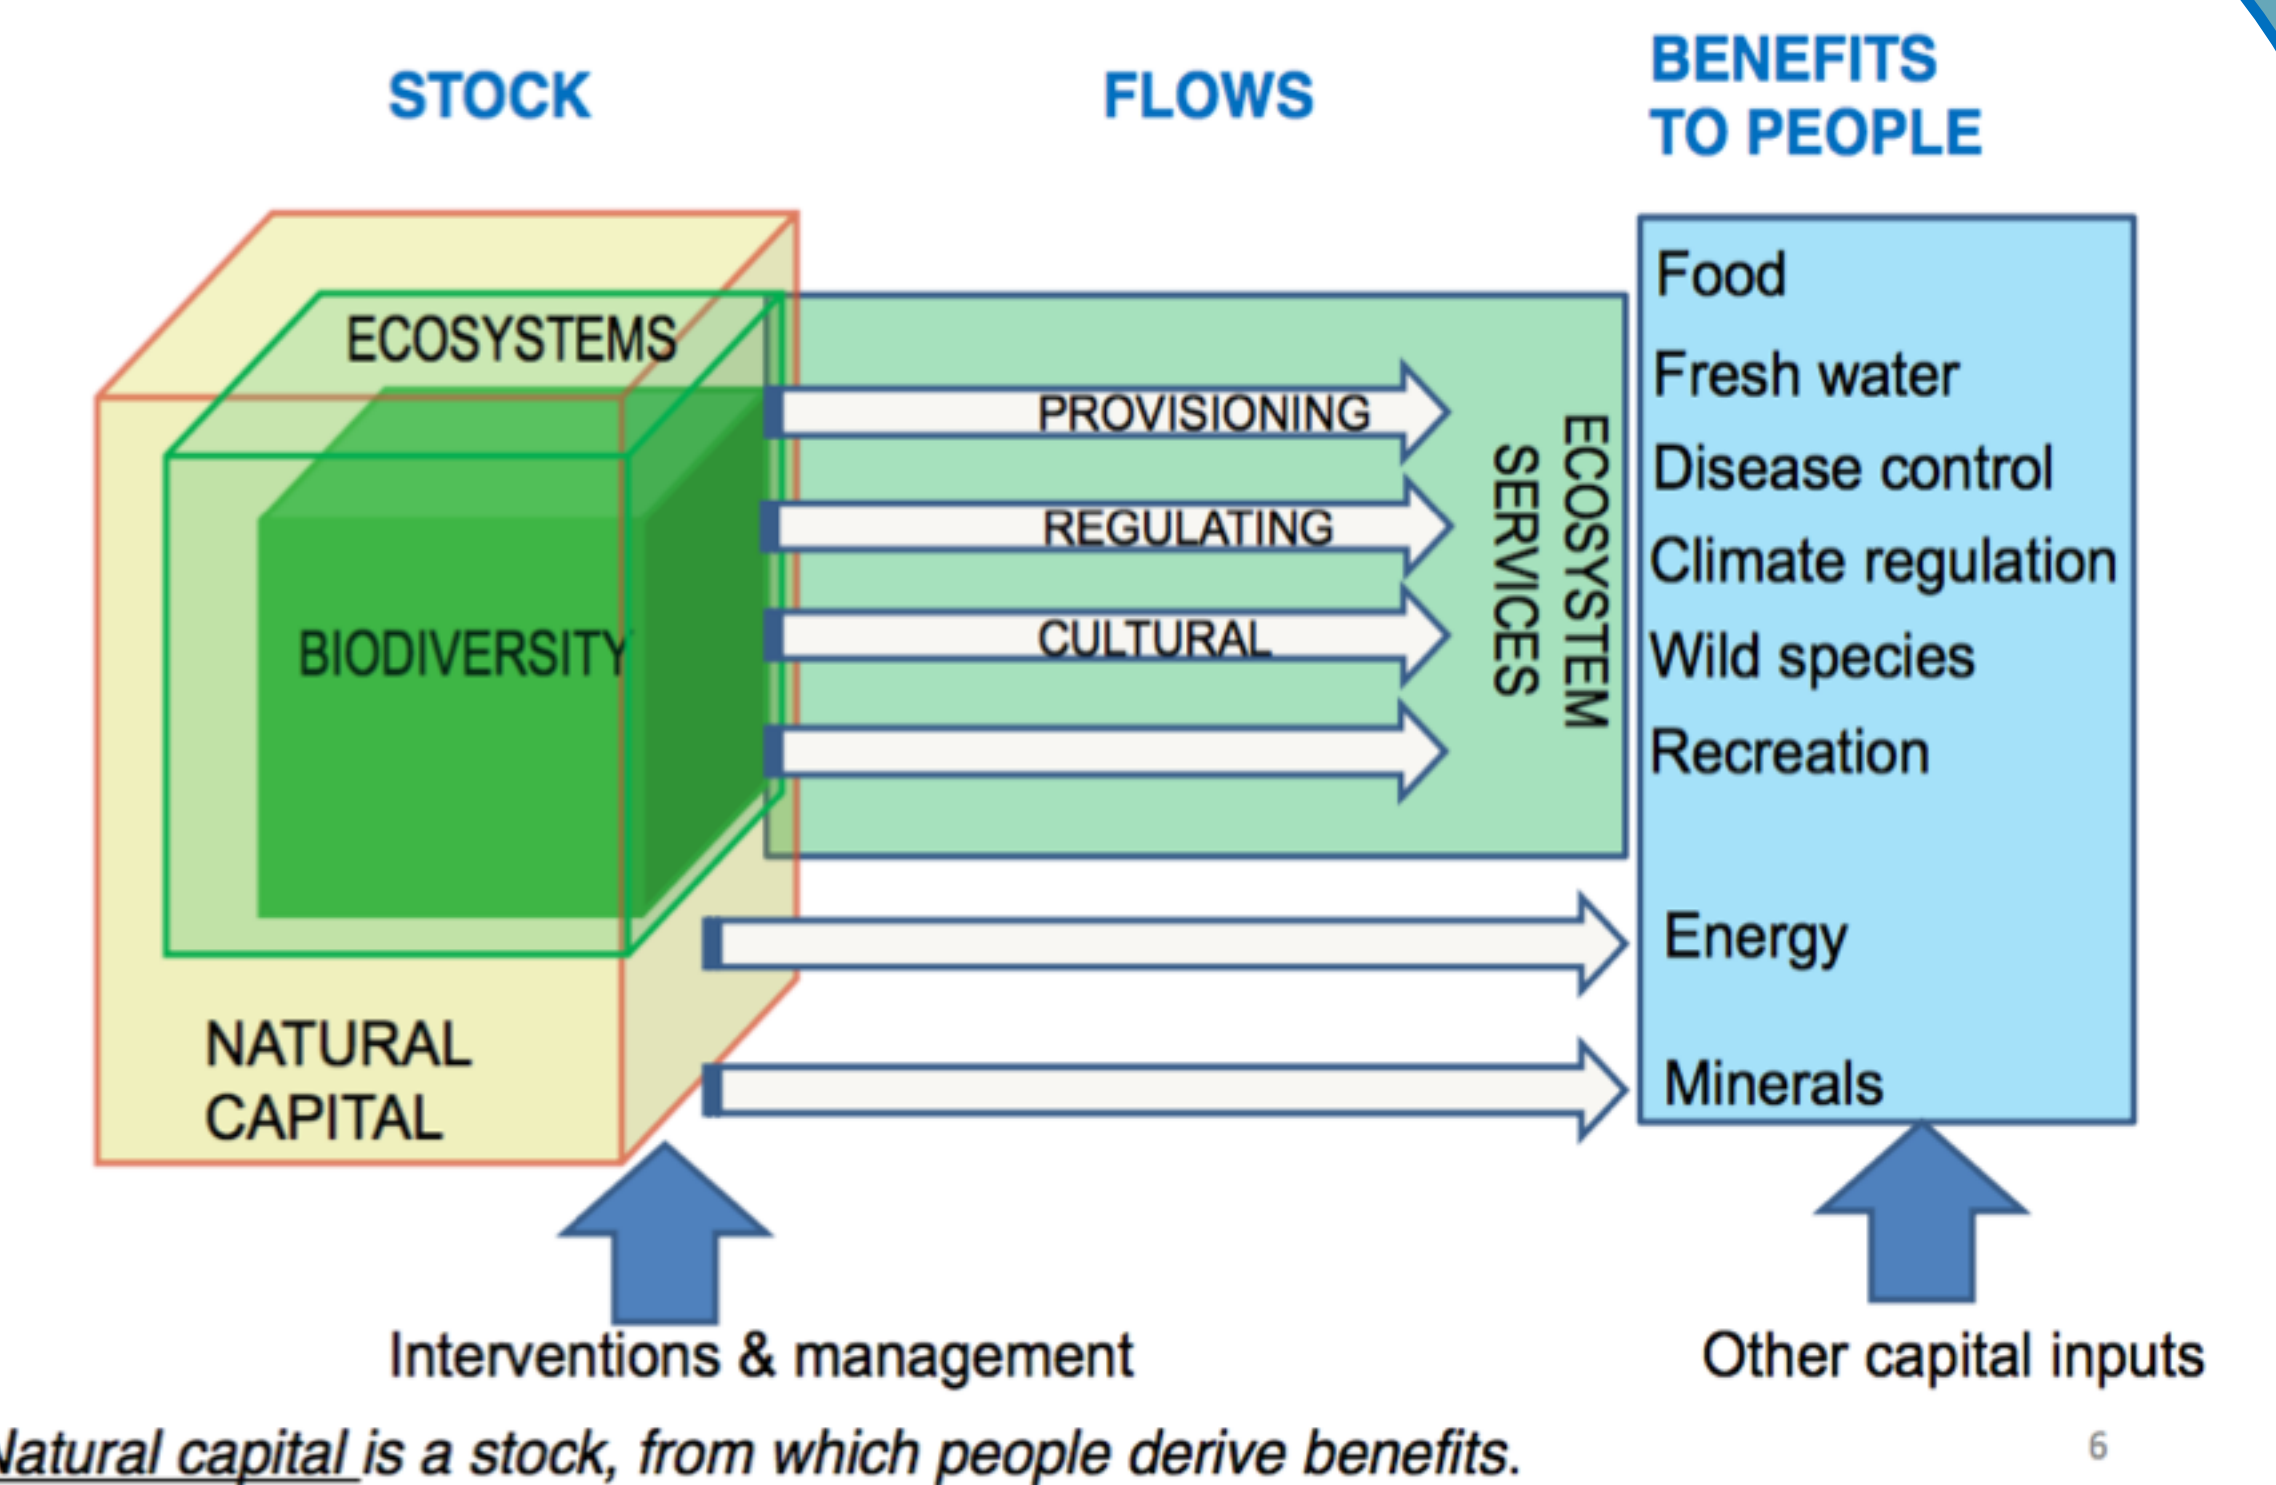 STOCK
FLOWS
BENEFITS
TO PEOPLE
ECOSYSTEMS
BIODIVERSITY
NATURAL
CAPITAL
PROVISIONING
REGULATING
CULTURAL
ECOSYSTEM
SERVICES
Food
Fresh water
Disease control
Climate regulation
Wild species
Recreation
Energy
Minerals
Interventions & management
Other capital inputs
Natural capital is a stock, from which people derive benefits.
6